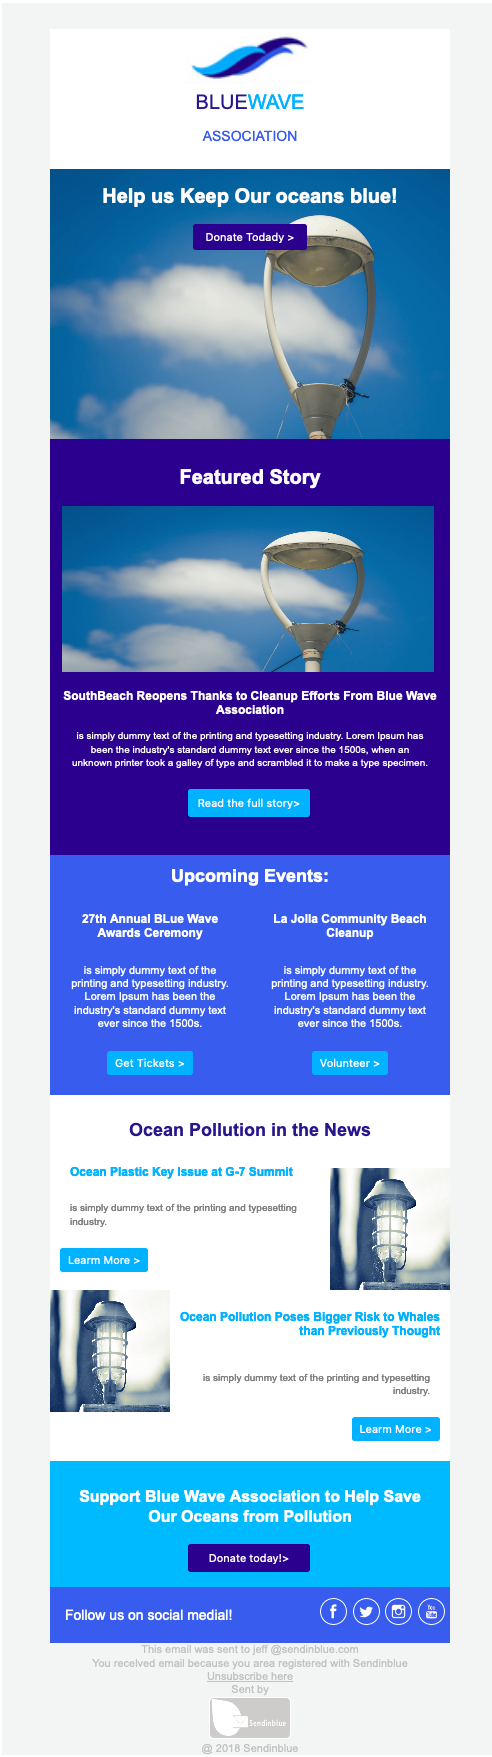 BLUEWAVE
ASSOCIATION
Help us Keep Our oceans blue!
Donate Todady >
Featured Story
SouthBeach Reopens Thanks to Cleanup Efforts From Blue Wave
Association
is simply dummy text of the printing and typesetting industry. Lorem Ipsum has
been the industry's standard dummy text ever since the 1500s, when an
unknown printer took a galley of type and scrambled it to make a type specimen.
Read the full story>
Upcoming Events:
27th Annual BLue Wave
Awards Ceremony
is simply dummy text of the
printing and typesetting industry.
Lorem Ipsum has been the
industry's standard dummy text
ever since the 1500s.
Get Tickets >
La Jolla Community Beach
Cleanup
is simply dummy text of the
printing and typesetting industry.
Lorem Ipsum has been the
industry's standard dummy text
ever since the 1500s.
Volunteer >
Ocean Pollution in the News
Ocean Plastic Key Issue at G-7 Summit
is simply dummy text of the printing and typesetting
industry.
Learm More >
Ocean Pollution Poses Bigger Risk to Whales
than Previously Thought
is simply dummy text of the printing and typesetting
industry.
Learm More >
Support Blue Wave Association to Help Save
Our Oceans from Pollution
Donate today!>
Follow us on social medial!
You
Tube
This email was sent to jeff @sendinblue.com
You received email because you area registered with Sendinblue
Unsubscribe here
Sent by
Sendinblue
@ 2018 Sendinblue